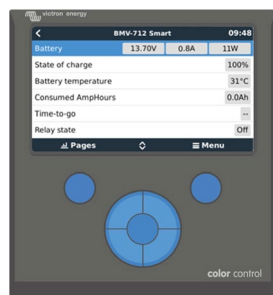 victron energy
BMV-712 Smart 09:48
Battery 13.70V 0.8A 11W
State of charge 100%
Battery temperature 31°C
Consumed AmpHours 0.0Ah
Time-to-go --
Relay state Off
Pages Menu
color control